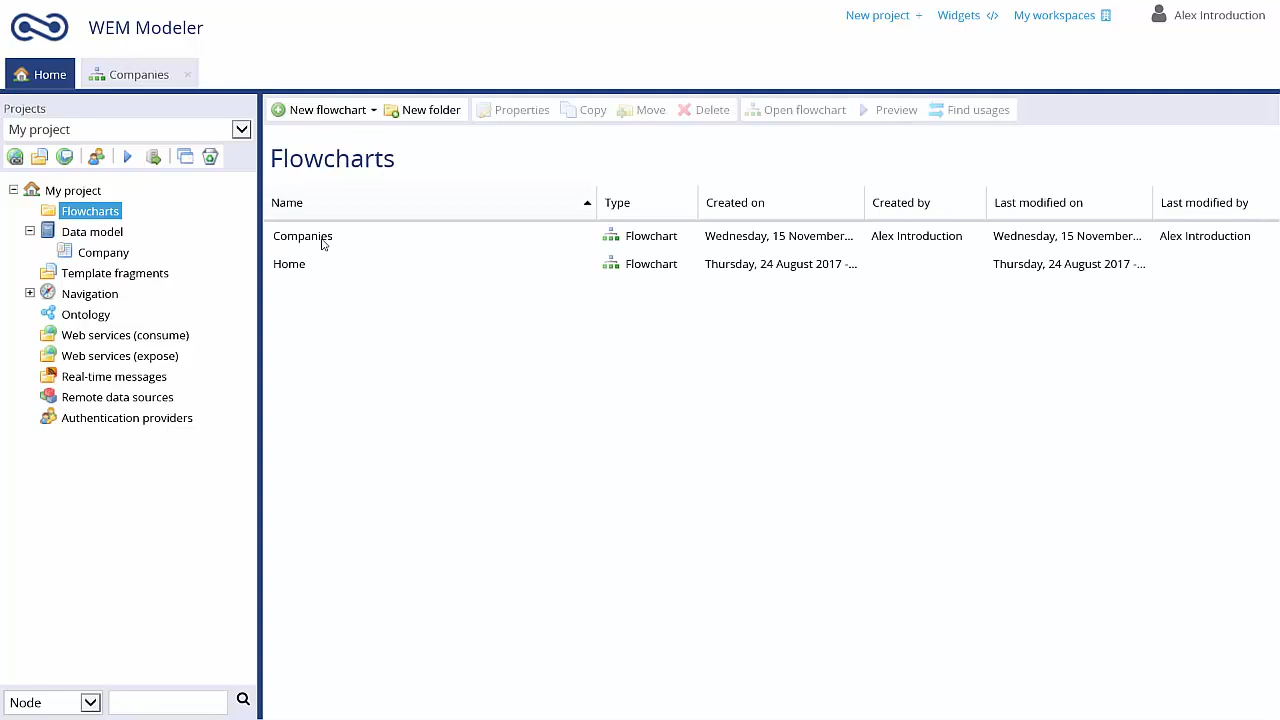 WEM Modeler
New project +
Widgets </>
My workspaces
Alex Introduction
Home
Companies ×
Projects
My project
New flowchart
New folder
Properties
Copy
Move
Delete
Open flowchart
Preview
Find usages
My project
Flowcharts
Data model
Company
Template fragments
Navigation
Ontology
Web services (consume)
Web services (expose)
Real-time messages
Remote data sources
Authentication providers
Node
Flowcharts
Name Type Created on Created by Last modified on Last modified by
Companies Flowchart Wednesday, 15 November... Alex Introduction Wednesday, 15 November... Alex Introduction
Home Flowchart Thursday, 24 August 2017 -... Thursday, 24 August 2017 -...